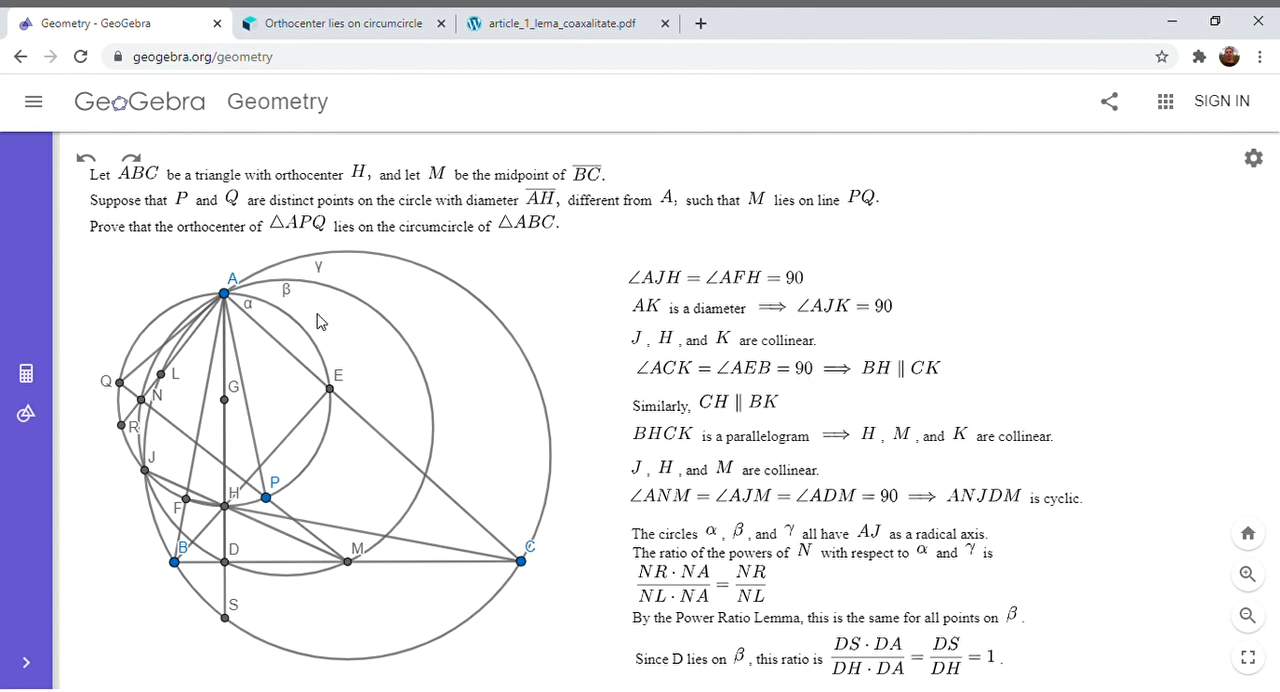 Geometry - GeoGebra
Orthocenter lies on circumcircle
article_1_lema_coaxalitate.pdf
geogebra.org/geometry
GeoGebra Geometry
SIGN IN
Let ABC be a triangle with orthocenter H, and let M be the midpoint of \overline{BC}.
Suppose that P and Q are distinct points on the circle with diameter \overline{AH}, different from A, such that M lies on line PQ.
Prove that the orthocenter of △APQ lies on the circumcircle of △ABC.
γ
β
A
α
L
E
Q
G
N
R
J
P
H
F
B
D
M
C
S
∠AJH = ∠AFH = 90
AK is a diameter ⟹ ∠AJK = 90
J , H , and K are collinear.
∠ACK = ∠AEB = 90 ⟹ BH ∥ CK
Similarly, CH ∥ BK
BHCK is a parallelogram ⟹ H , M , and K are collinear.
J , H , and M are collinear.
∠ANM = ∠AJM = ∠ADM = 90 ⟹ ANJDM is cyclic.
The circles α , β , and γ all have AJ as a radical axis.
The ratio of the powers of N with respect to α and γ is
NR · NA / NL · NA = NR / NL
By the Power Ratio Lemma, this is the same for all points on β .
Since D lies on β , this ratio is DS · DA / DH · DA = DS / DH = 1 .